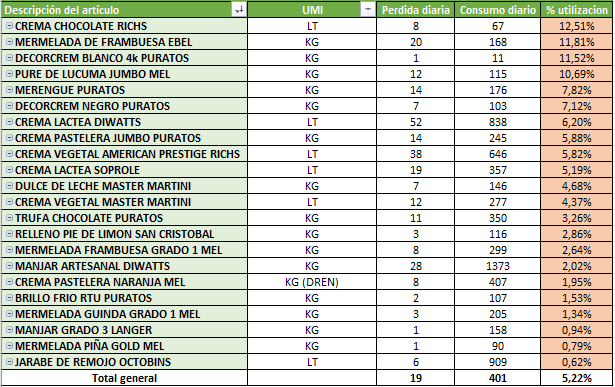 Descripción del artículo UMI Perdida diaria Consumo diario % utilizacion
CREMA CHOCOLATE RICHS LT 8 67 12,51%
MERMELADA DE FRAMBUESA EBEL KG 20 168 11,81%
DECORCREM BLANCO 4k PURATOS KG 1 11 11,52%
PURE DE LUCUMA JUMBO MEL KG 12 115 10,69%
MERENGUE PURATOS KG 14 176 7,82%
DECORCREM NEGRO PURATOS KG 7 103 7,12%
CREMA LACTEA DIWATTS LT 52 838 6,20%
CREMA PASTELERA JUMBO PURATOS KG 14 245 5,88%
CREMA VEGETAL AMERICAN PRESTIGE RICHS LT 38 646 5,82%
CREMA LACTEA SOPROLE LT 19 357 5,19%
DULCE DE LECHE MASTER MARTINI KG 7 146 4,68%
CREMA VEGETAL MASTER MARTINI LT 12 277 4,37%
TRUFA CHOCOLATE PURATOS KG 11 350 3,26%
RELLENO PIE DE LIMON SAN CRISTOBAL KG 3 116 2,86%
MERMELADA FRAMBUESA GRADO 1 MEL KG 8 299 2,64%
MANJAR ARTESANAL DIWATTS KG 28 1373 2,02%
CREMA PASTELERA NARANJA MEL KG (DREN) 8 407 1,95%
BRILLO FRIO RTU PURATOS KG 2 107 1,53%
MERMELADA GUINDA GRADO 1 MEL KG 3 205 1,34%
MANJAR GRADO 3 LANGER KG 1 158 0,94%
MERMELADA PIÑA GOLD MEL KG 1 90 0,79%
JARABE DE REMOJO OCTOBINS LT 6 909 0,62%
Total general 19 401 5,22%